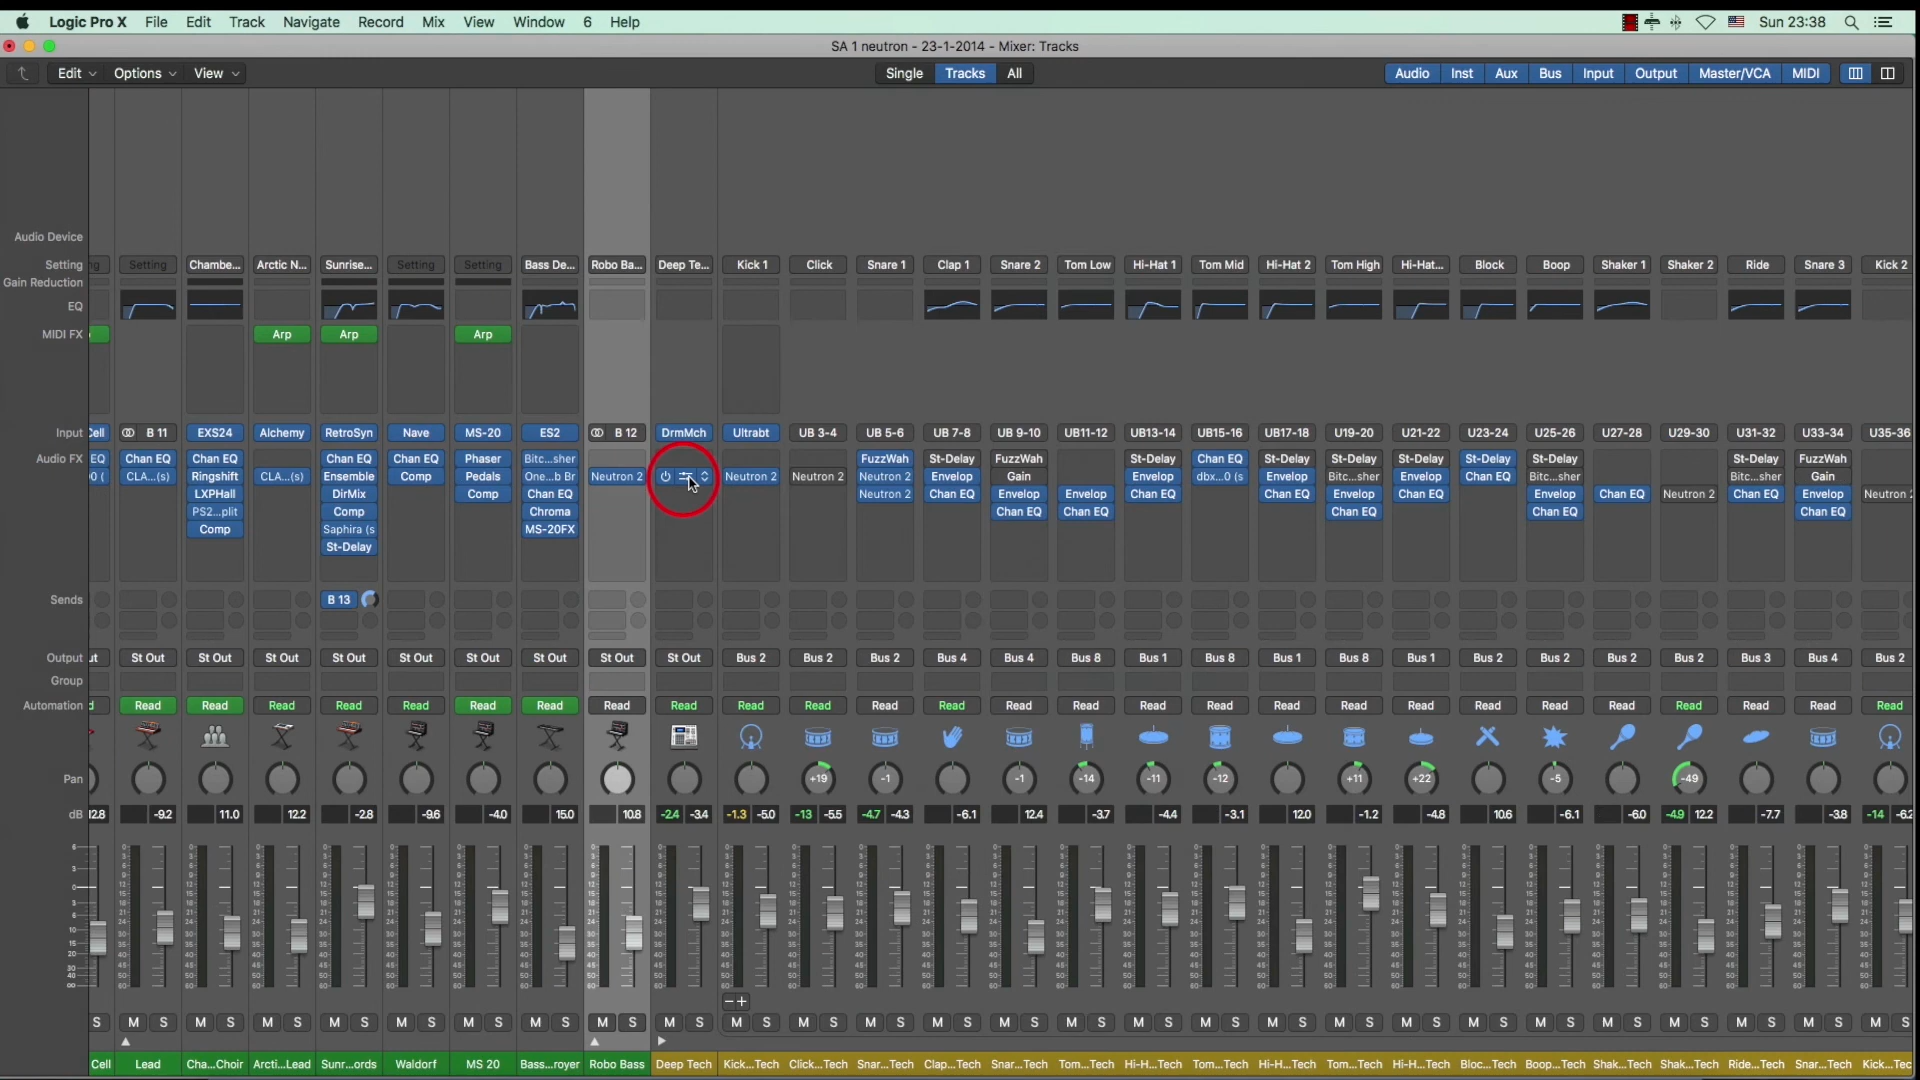 Logic Pro X File Edit Track Navigate Record Mix View Window 6 Help Sun 23:38
SA 1 neutron - 23-1-2014 - Mixer: Tracks
Edit Options View Single Tracks All Audio Inst Aux Bus Input Output Master/VCA MIDI
Audio Device
Setting Setting Chambe... Arctic N... Sunrise... Setting Setting Bass De... Robo Ba... Deep Te... Kick 1 Click Snare 1 Clap 1 Snare 2 Tom Low Hi-Hat 1 Tom Mid Hi-Hat 2 Tom High Hi-Hat... Block Boop Shaker 1 Shaker 2 Ride Snare 3 Kick 2
Gain Reduction
EQ
MIDI FX Arp Arp Arp
Input Cell B 11 EXS24 Alchemy RetroSyn Nave MS-20 ES2 B 12 DrmMch Ultrabt UB 3-4 UB 5-6 UB 7-8 UB 9-10 UB11-12 UB13-14 UB15-16 UB17-18 U19-20 U21-22 U23-24 U25-26 U27-28 U29-30 U31-32 U33-34 U35-36
Audio FX EQ Chan EQ Chan EQ Chan EQ Chan EQ Phaser Bitc...sher FuzzWah St-Delay FuzzWah St-Delay Chan EQ St-Delay St-Delay St-Delay St-Delay St-Delay St-Delay FuzzWah
CLA...(s) Ringshift CLA...(s) Ensemble Comp Pedals One...b Br Neutron 2 Neutron 2 Neutron 2 Neutron 2 Envelop Gain Envelop dbx...0 (s Envelop Bitc...sher Envelop Chan EQ Bitc...sher Bitc...sher Gain
LXPHall DirMix Comp Chan EQ Neutron 2 Chan EQ Envelop Envelop Chan EQ Chan EQ Envelop Chan EQ Envelop Chan EQ Neutron 2 Chan EQ Envelop Neutron 2
PS2...plit Comp Chroma Chan EQ Chan EQ Chan EQ Chan EQ Chan EQ
Comp Saphira (s MS-20FX
St-Delay
Sends B 13
Output St Out St Out St Out St Out St Out St Out St Out St Out St Out Bus 2 Bus 2 Bus 2 Bus 4 Bus 4 Bus 8 Bus 1 Bus 8 Bus 1 Bus 8 Bus 1 Bus 2 Bus 2 Bus 2 Bus 2 Bus 3 Bus 4 Bus 2
Group
Automation Read Read Read Read Read Read Read Read Read Read Read Read Read Read Read Read Read Read Read Read Read Read Read Read Read Read Read
Pan +19 -1 -1 -14 -11 -12 +11 +22 -5 -49
dB 12.8 -9.2 11.0 12.2 -2.8 -9.6 -4.0 15.0 10.8 -2.4 -3.4 -1.3 -5.0 -13 -5.5 -4.7 -4.3 -6.1 12.4 -3.7 -4.4 -3.1 12.0 -1.2 -4.8 10.6 -6.1 -6.0 -4.9 12.2 -7.7 -3.8 -14 -6.2
S M S M S M S M S M S M S M S M S M S M S M S M S M S M S M S M S M S M S M S M S M S M S M S M S M S M S M S
Cell Lead Cha...Choir Arcti...Lead Sunr...ords Waldorf MS 20 Bass...royer Robo Bass Deep Tech Kick...Tech Click...Tech Snar...Tech Clap...Tech Snar...Tech Tom...Tech Hi-H...Tech Tom...Tech Hi-H...Tech Tom...Tech Hi-H...Tech Bloc...Tech Boop...Tech Shak...Tech Shak...Tech Ride...Tech Snar...Tech Kick...Tec